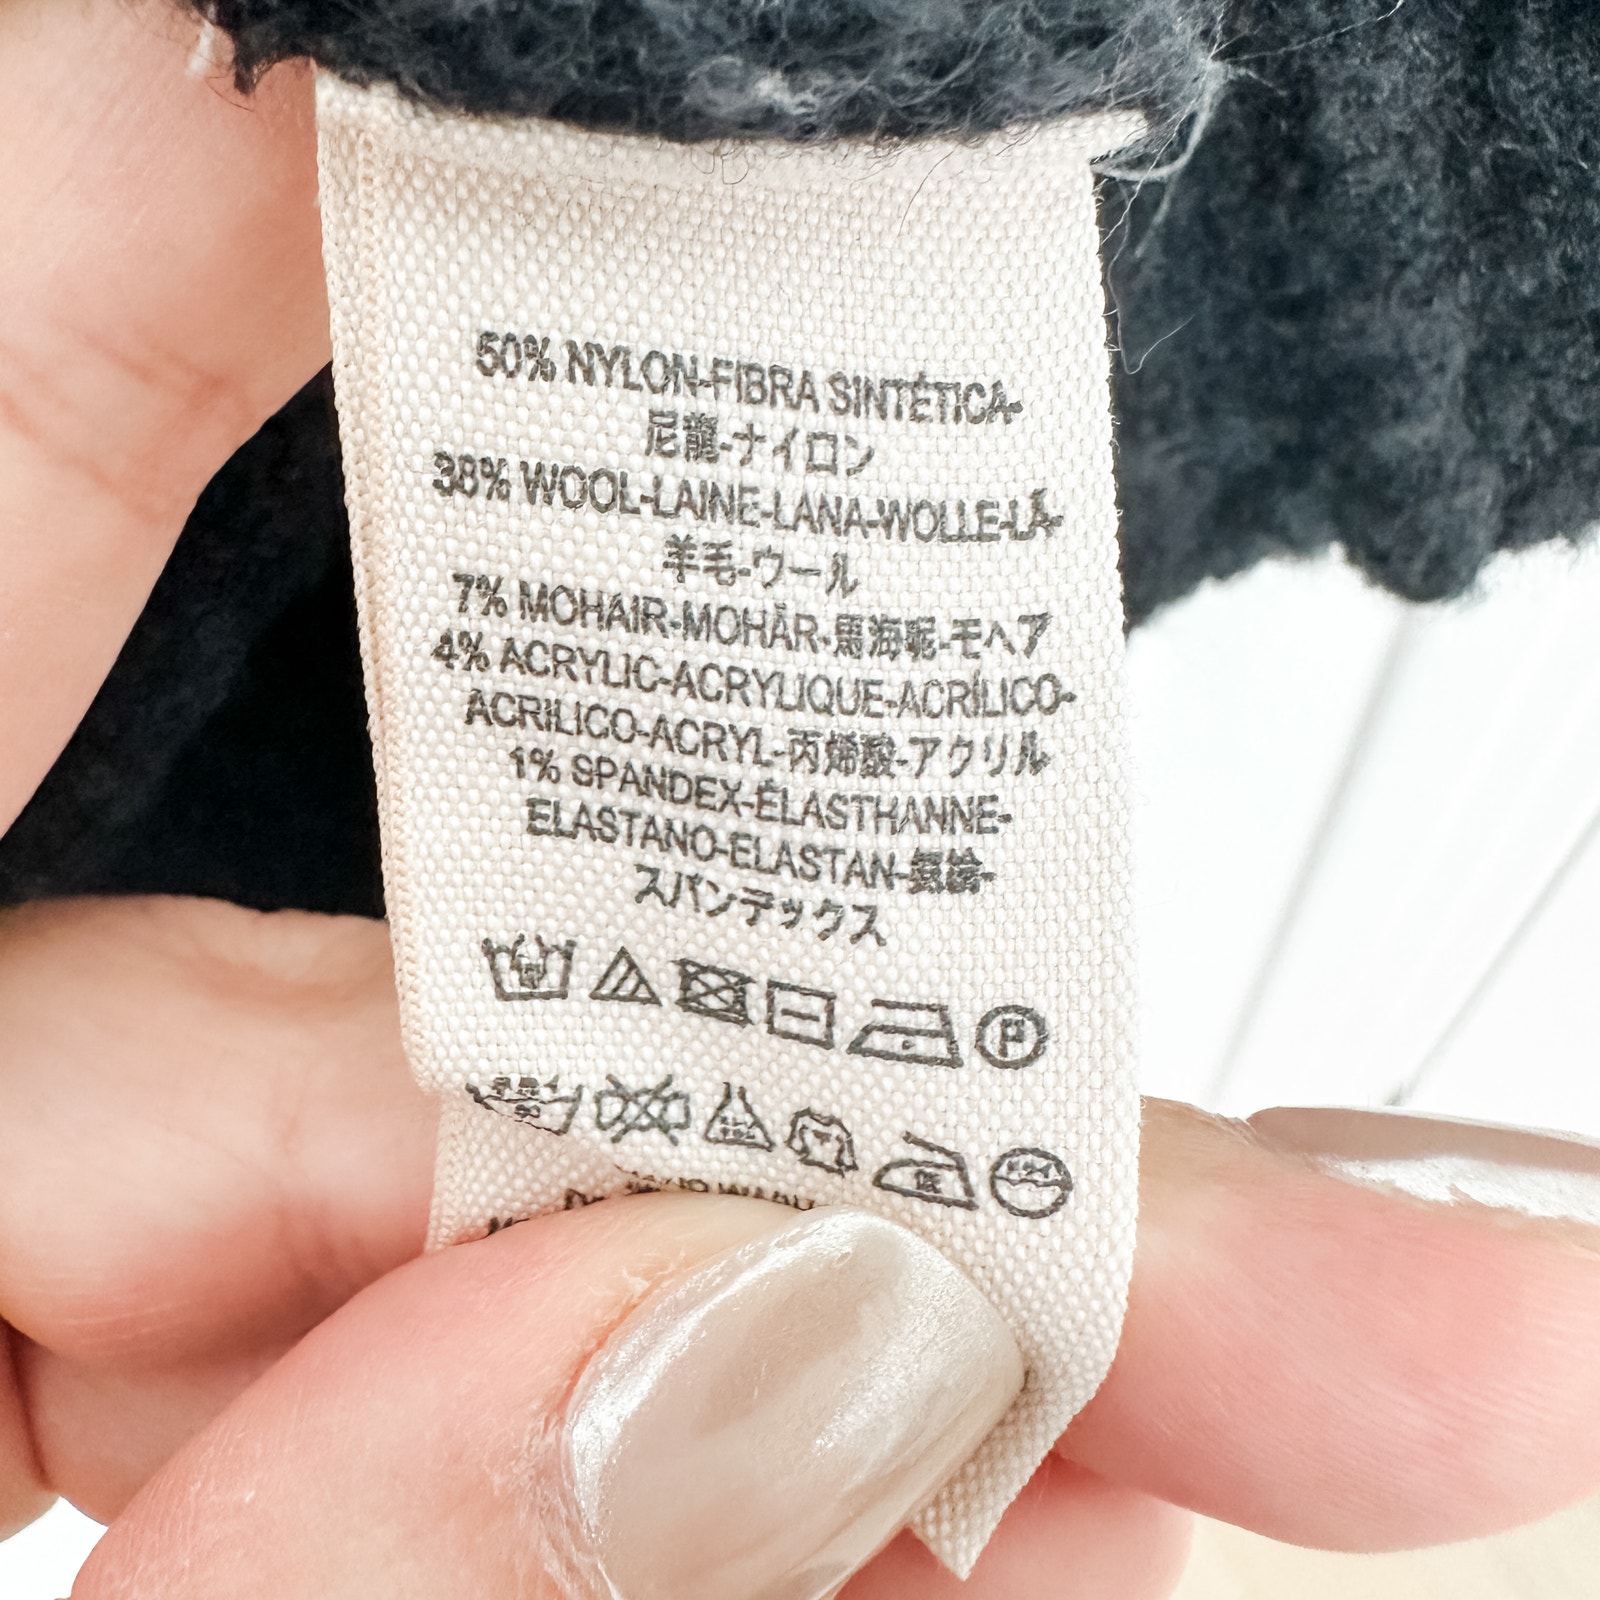 50% NYLON-FIBRA SINTÉTICA-
尼龍-ナイロン
38% WOOL-LAINE-LANA-WOLLE-LÃ-
羊毛-ウール
7% MOHAIR-MOHÄR-馬海呢-モヘア
4% ACRYLIC-ACRYLIQUE-ACRÍLICO-
ACRILICO-ACRYL-丙烯酸-アクリル
1% SPANDEX-ÉLASTHANNE-
ELASTANO-ELASTAN-氨綸-
スパンデックス
P